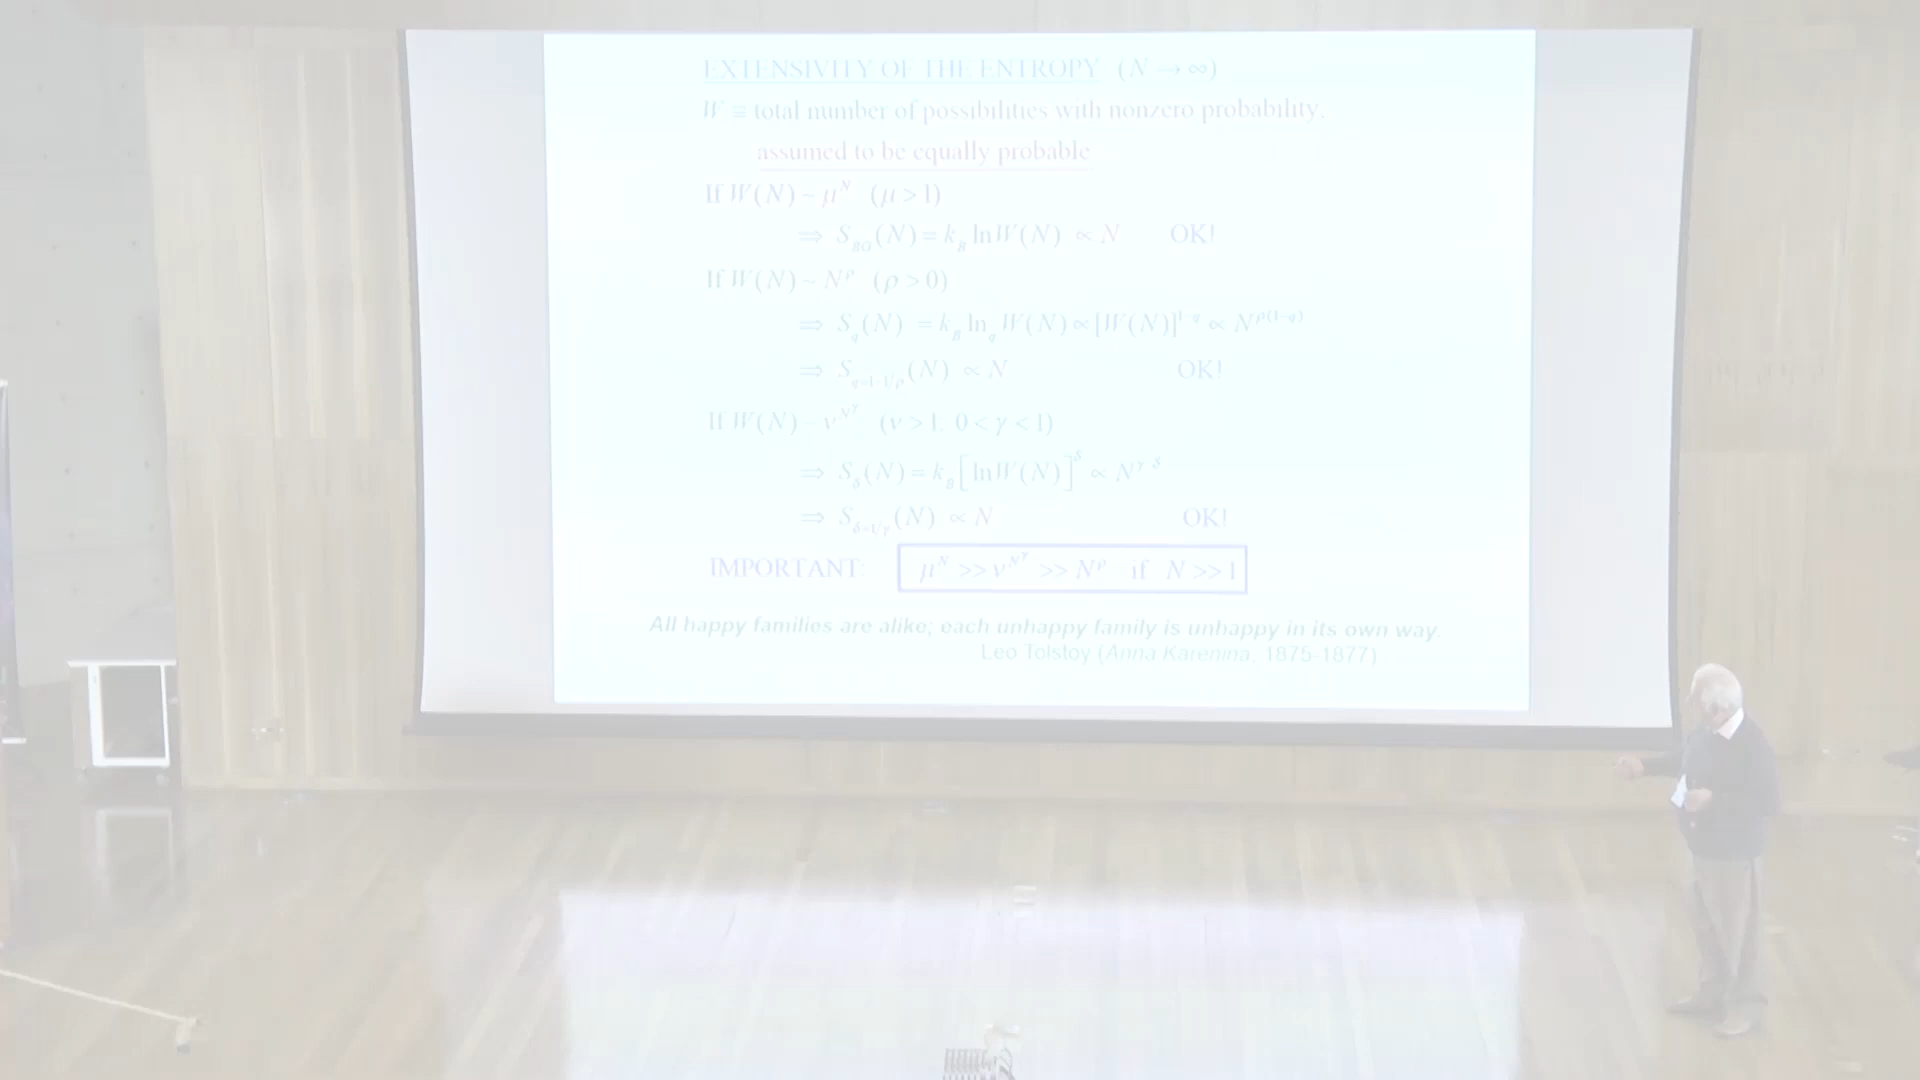 EXTENSIVITY OF THE ENTROPY (N → ∞)
W ≡ total number of possibilities with nonzero probability,
assumed to be equally probable
If W(N) ~ μ^N (μ > 1)
⇒ S_BG(N) = k_B ln W(N) ∝ N OK!
If W(N) ~ N^ρ (ρ > 0)
⇒ S_q(N) = k_B ln_q W(N) ∝ [W(N)]^{1-q} ∝ N^{ρ(1-q)}
⇒ S_{q=1-1/ρ}(N) ∝ N OK!
If W(N) ~ ν^{N^γ} (ν > 1; 0 < γ < 1)
⇒ S_δ(N) = k_B [ln W(N)]^δ ∝ N^{γ δ}
⇒ S_{δ=1/γ}(N) ∝ N OK!
IMPORTANT: μ^N >> ν^{N^γ} >> N^ρ if N >> 1
All happy families are alike; each unhappy family is unhappy in its own way.
Leo Tolstoy (Anna Karenina, 1875-1877)